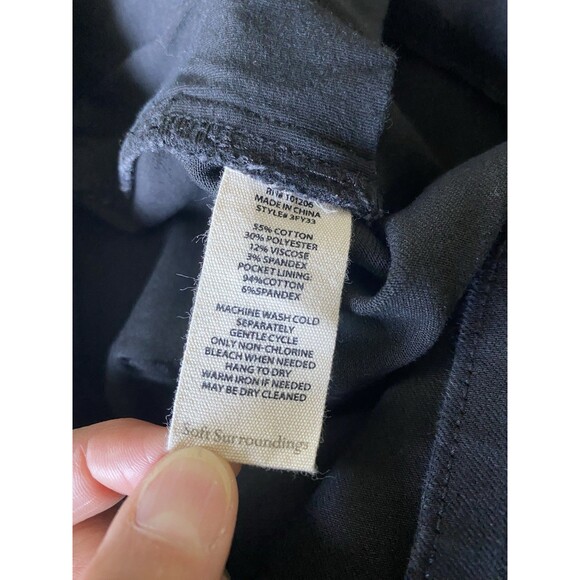 RN# 101206
MADE IN CHINA
STYLE# 3FY33
55% COTTON
30% POLYESTER
12% VISCOSE
3% SPANDEX
POCKET LINING:
94%COTTON
6%SPANDEX
MACHINE WASH COLD
SEPARATELY
GENTLE CYCLE
ONLY NON-CHLORINE
BLEACH WHEN NEEDED
HANG TO DRY
WARM IRON IF NEEDED
MAY BE DRY CLEANED
Soft Surroundings